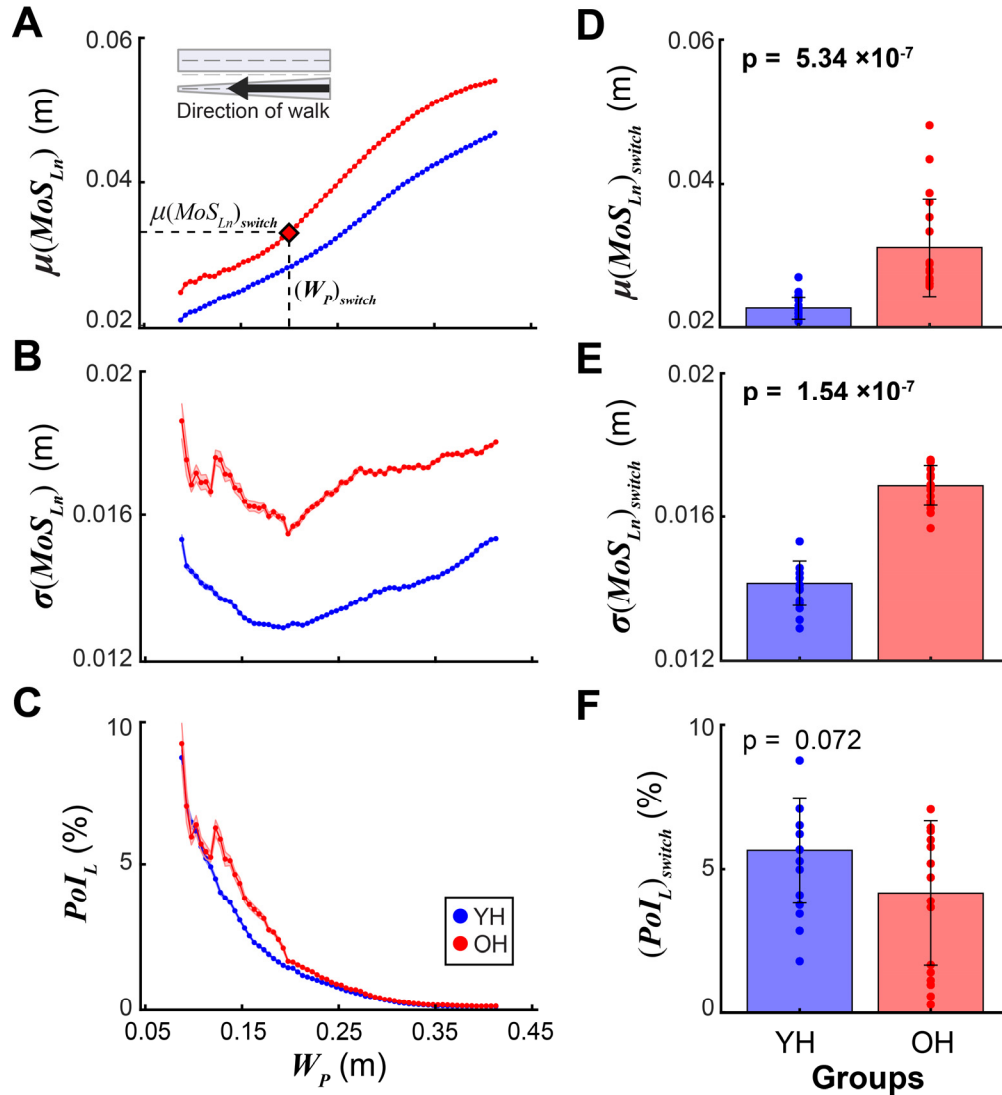 A
0.06
0.04
0.02
μ(MoS_Ln) (m)
Direction of walk
μ(MoS_Ln)_switch
(W_P)_switch
B
0.02
0.016
0.012
σ(MoS_Ln) (m)
C
10
5
0
PoI_L (%)
YH
OH
0.05
0.15
0.25
0.35
0.45
W_P (m)
D
0.06
0.04
0.02
μ(MoS_Ln)_switch (m)
p = 5.34 ×10⁻⁷
E
0.02
0.016
0.012
σ(MoS_Ln)_switch (m)
p = 1.54 ×10⁻⁷
F
10
5
0
(PoI_L)_switch (%)
p = 0.072
YH
OH
Groups